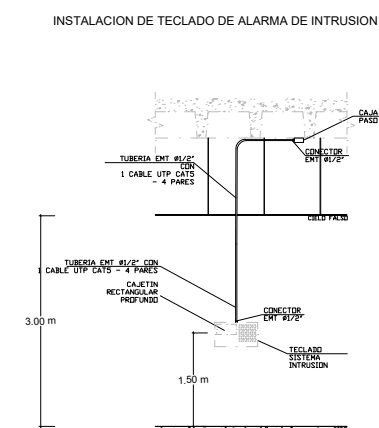 INSTALACION DE TECLADO DE ALARMA DE INTRUSION
CAJA
PASO
CONECTOR
EMT Ø1/2"
TUBERIA EMT Ø1/2"
CON
1 CABLE UTP CAT5
- 4 PARES
CIELO FALSO
TUBERIA EMT Ø1/2" CON
1 CABLE UTP CAT5 - 4 PARES
CAJETIN
RECTANGULAR
PROFUNDO
CONECTOR
EMT Ø1/2"
3.00 m
TECLADO
SISTEMA
INTRUSION
1.50 m